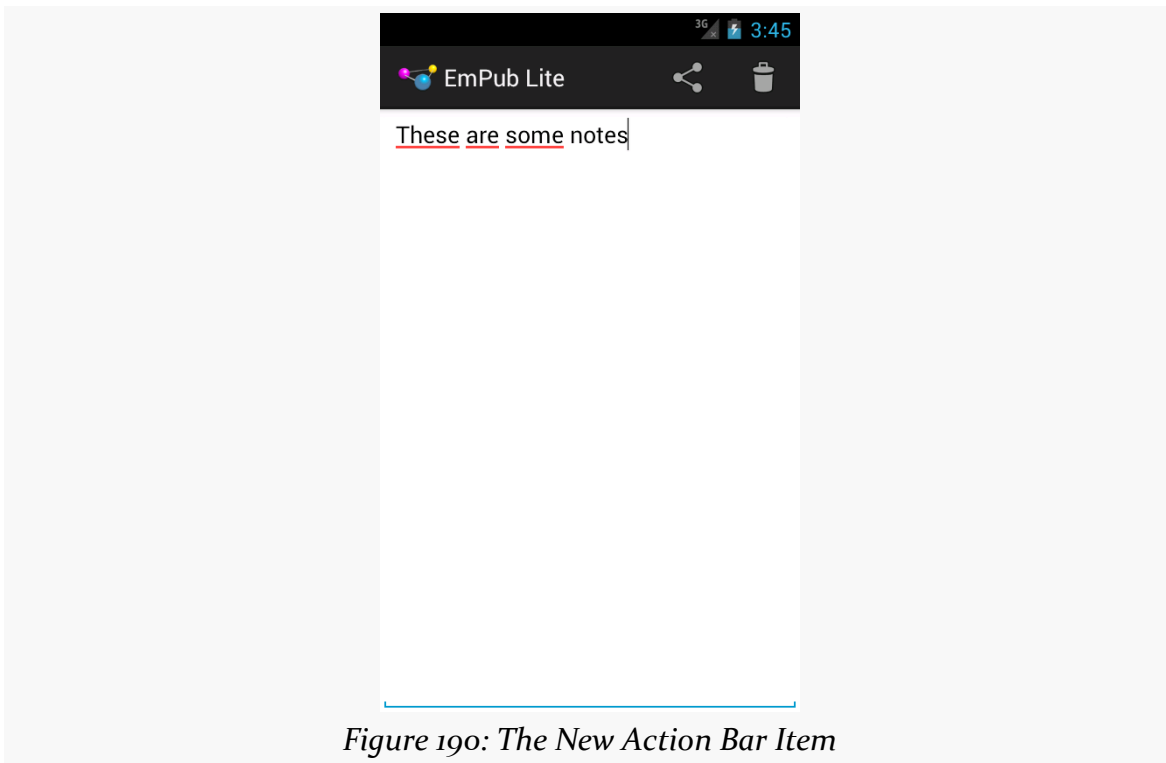 3G
3:45
EmPub Lite
These are some notes
Figure 190: The New Action Bar Item